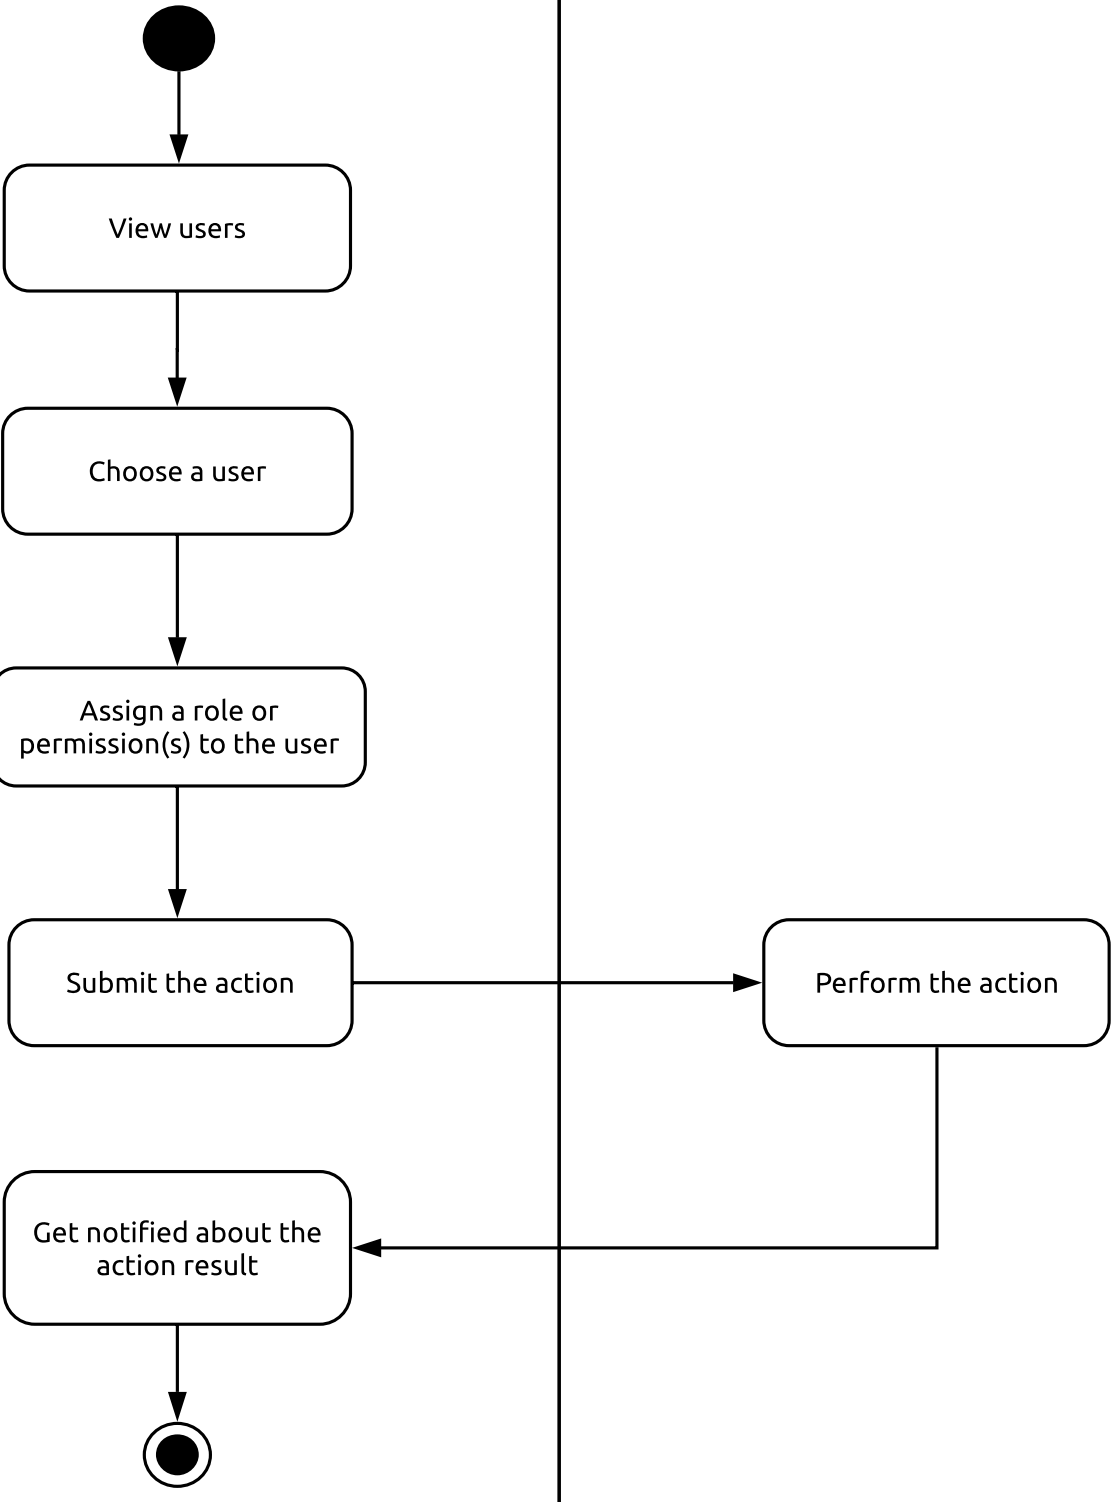 View users
Choose a user
Assign a role or
permission(s) to the user
Submit the action
Perform the action
Get notified about the
action result